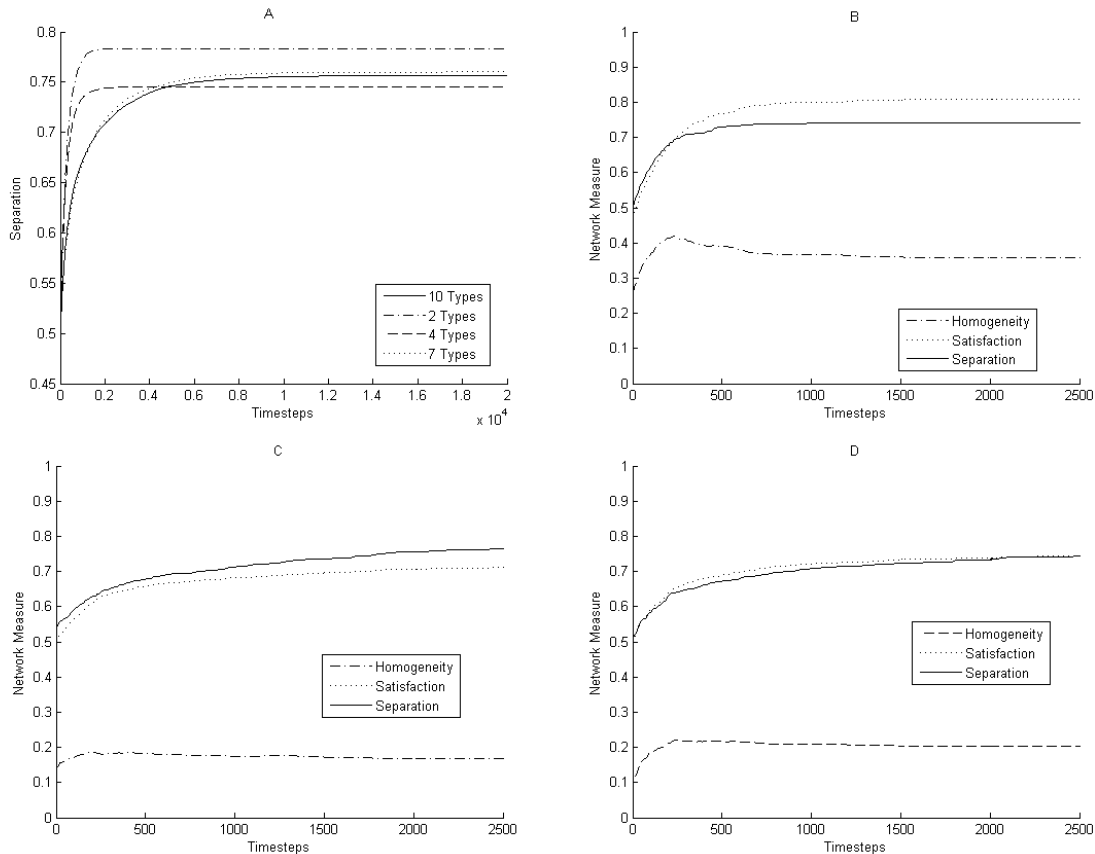 A
Separation
0.8
0.75
0.7
0.65
0.6
0.55
0.5
0.45
0 0.2 0.4 0.6 0.8 1 1.2 1.4 1.6 1.8 2
Timesteps
x 10^4
10 Types
2 Types
4 Types
7 Types
B
Network Measure
1
0.9
0.8
0.7
0.6
0.5
0.4
0.3
0.2
0.1
0
0 500 1000 1500 2000 2500
Timesteps
Homogeneity
Satisfaction
Separation
C
Network Measure
1
0.9
0.8
0.7
0.6
0.5
0.4
0.3
0.2
0.1
0
0 500 1000 1500 2000 2500
Timesteps
Homogeneity
Satisfaction
Separation
D
Network Measure
1
0.9
0.8
0.7
0.6
0.5
0.4
0.3
0.2
0.1
0
0 500 1000 1500 2000 2500
Timesteps
Homogeneity
Satisfaction
Separation